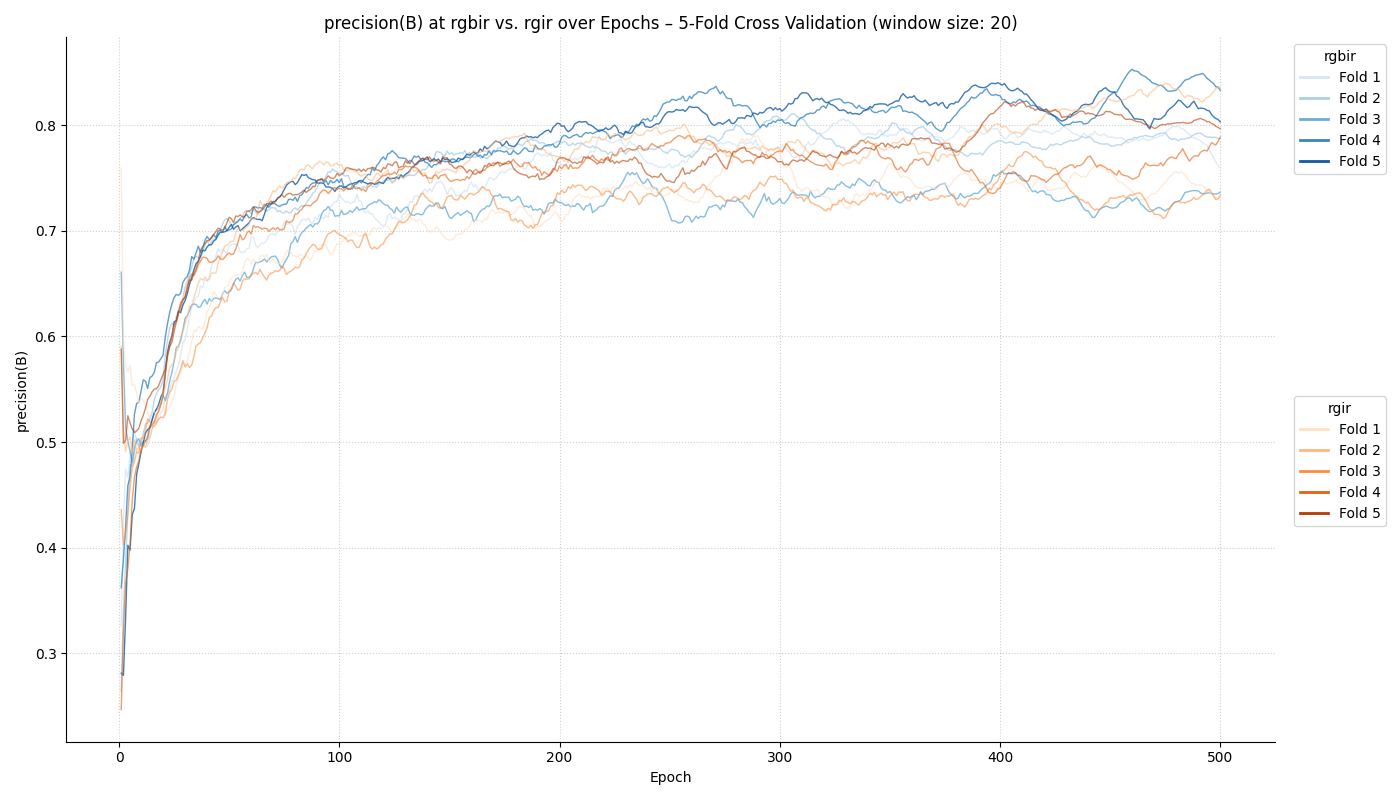 precision(B) at rgbir vs. rgir over Epochs – 5-Fold Cross Validation (window size: 20)
rgbir
Fold 1
Fold 2
Fold 3
Fold 4
Fold 5
rgir
Fold 1
Fold 2
Fold 3
Fold 4
Fold 5
precision(B)
0.8
0.7
0.6
0.5
0.4
0.3
0
100
200
300
400
500
Epoch